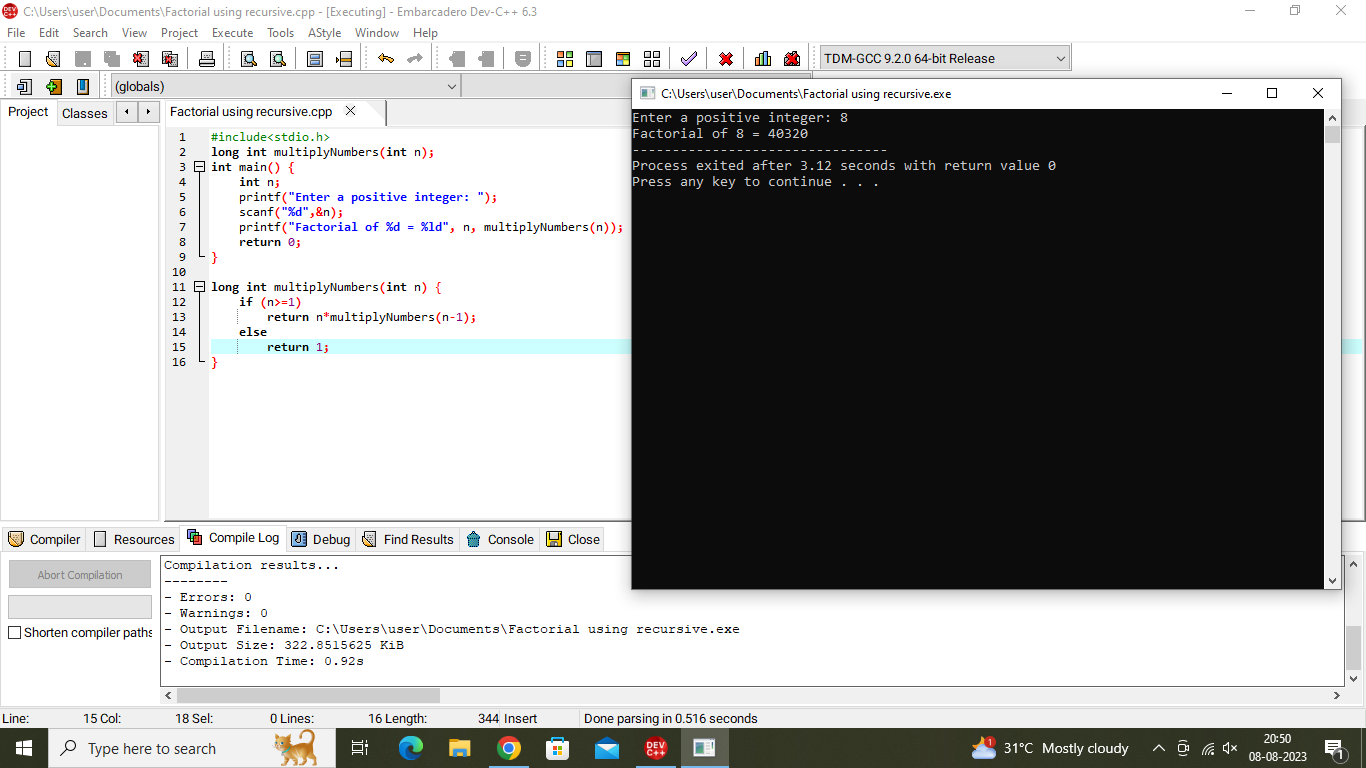 C:\Users\user\Documents\Factorial using recursive.cpp - [Executing] - Embarcadero Dev-C++ 6.3
File Edit Search View Project Execute Tools AStyle Window Help
TDM-GCC 9.2.0 64-bit Release
(globals)
Project Classes
Factorial using recursive.cpp
1 #include<stdio.h>
2 long int multiplyNumbers(int n);
3 int main() {
4 int n;
5 printf("Enter a positive integer: ");
6 scanf("%d",&n);
7 printf("Factorial of %d = %ld", n, multiplyNumbers(n));
8 return 0;
9 }
10
11 long int multiplyNumbers(int n) {
12 if (n>=1)
13 return n*multiplyNumbers(n-1);
14 else
15 return 1;
16 }
C:\Users\user\Documents\Factorial using recursive.exe
Enter a positive integer: 8
Factorial of 8 = 40320
--------------------------------
Process exited after 3.12 seconds with return value 0
Press any key to continue . . .
Compiler Resources Compile Log Debug Find Results Console Close
Abort Compilation
Shorten compiler paths
Compilation results...
--------
- Errors: 0
- Warnings: 0
- Output Filename: C:\Users\user\Documents\Factorial using recursive.exe
- Output Size: 322.8515625 KiB
- Compilation Time: 0.92s
Line: 15 Col: 18 Sel: 0 Lines: 16 Length: 344 Insert Done parsing in 0.516 seconds
Type here to search
DEV C++
1
31°C Mostly cloudy
20:50
08-08-2023
1